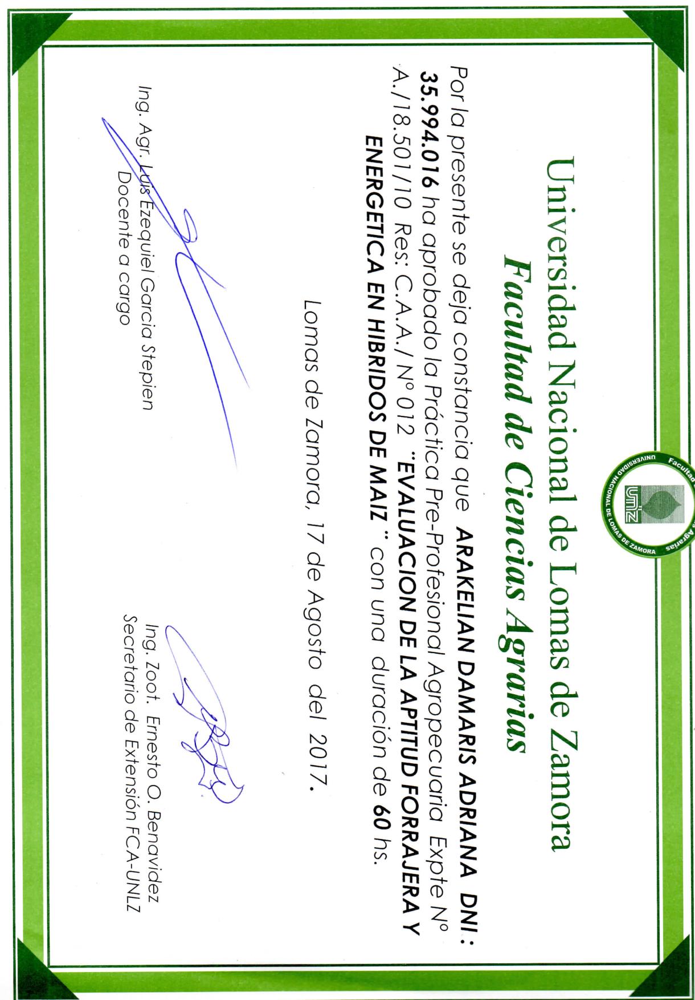 Facultad de Ciencias Agrarias
UNIVERSIDAD NACIONAL DE LOMAS DE ZAMORA
unlz
Universidad Nacional de Lomas de Zamora
Facultad de Ciencias Agrarias
Por la presente se deja constancia que ARAKELIAN DAMARIS ADRIANA DNI :
35.994.016 ha aprobado la Práctica Pre-Profesional Agropecuaria Expte Nº
A./18.501/10 Res: C.A.A./ Nº 012 ¨EVALUACION DE LA APTITUD FORRAJERA Y
ENERGETICA EN HIBRIDOS DE MAIZ ¨ con una duración de 60 hs.
Lomas de Zamora, 17 de Agosto del 2017.
Ing. Agr. Luis Ezequiel Garcia Stepien
Docente a cargo
Ing. Zoot. Ernesto O. Benavidez
Secretario de Extensión FCA-UNLZ